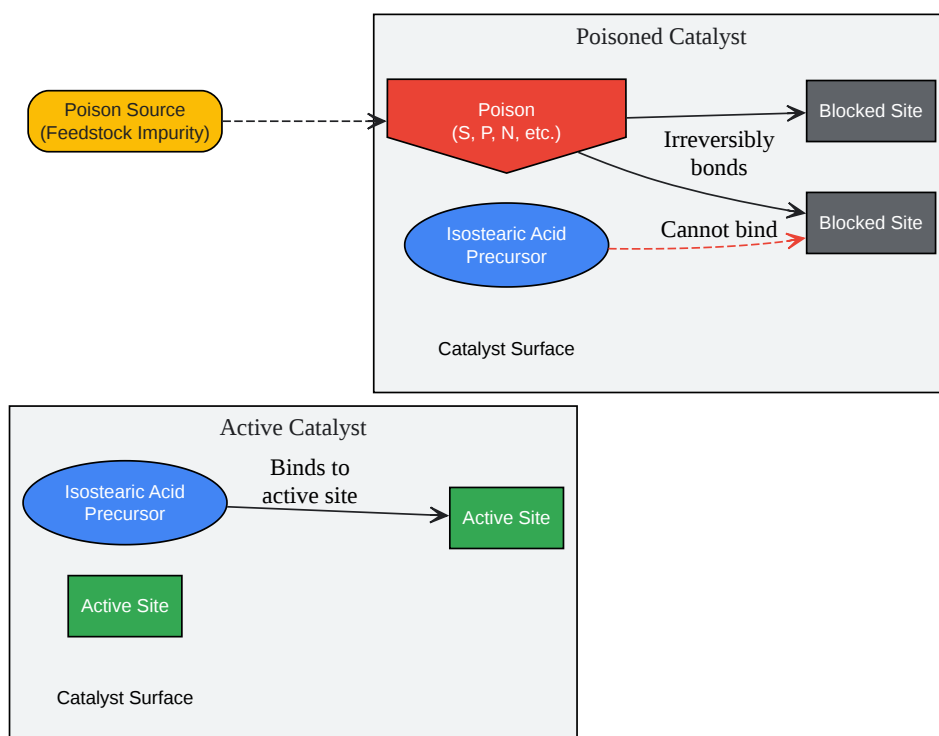 Poisoned Catalyst
Poison Source
(Feedstock Impurity)
Poison
(S, P, N, etc.)
Blocked Site
Irreversibly
bonds
Blocked Site
Isostearic Acid
Precursor
Cannot bind
Catalyst Surface
Active Catalyst
Isostearic Acid
Precursor
Binds to
active site
Active Site
Active Site
Catalyst Surface